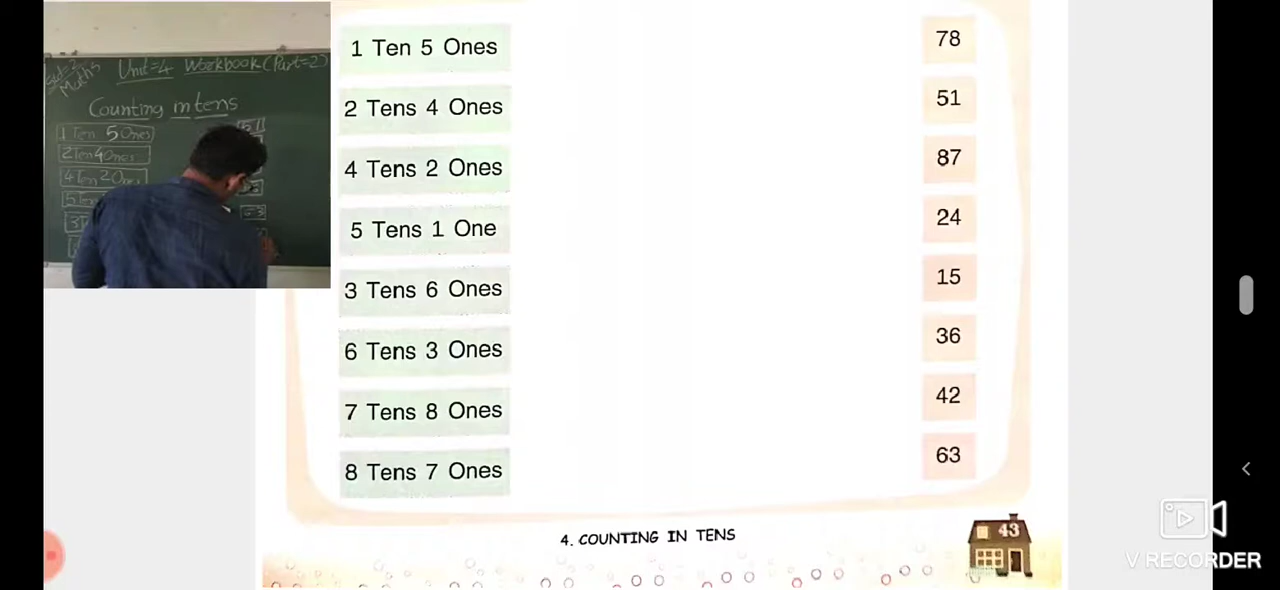 Std=2
Maths
Unit=4 Workbook (Part=2)
Counting in tens
1 Ten 5 Ones
2 Ten 4 Ones
4 Ten 2 Ones
51
1 Ten 5 Ones
2 Tens 4 Ones
4 Tens 2 Ones
5 Tens 1 One
3 Tens 6 Ones
6 Tens 3 Ones
7 Tens 8 Ones
8 Tens 7 Ones
78
51
87
24
15
36
42
63
4. COUNTING IN TENS
43
V RECORDER